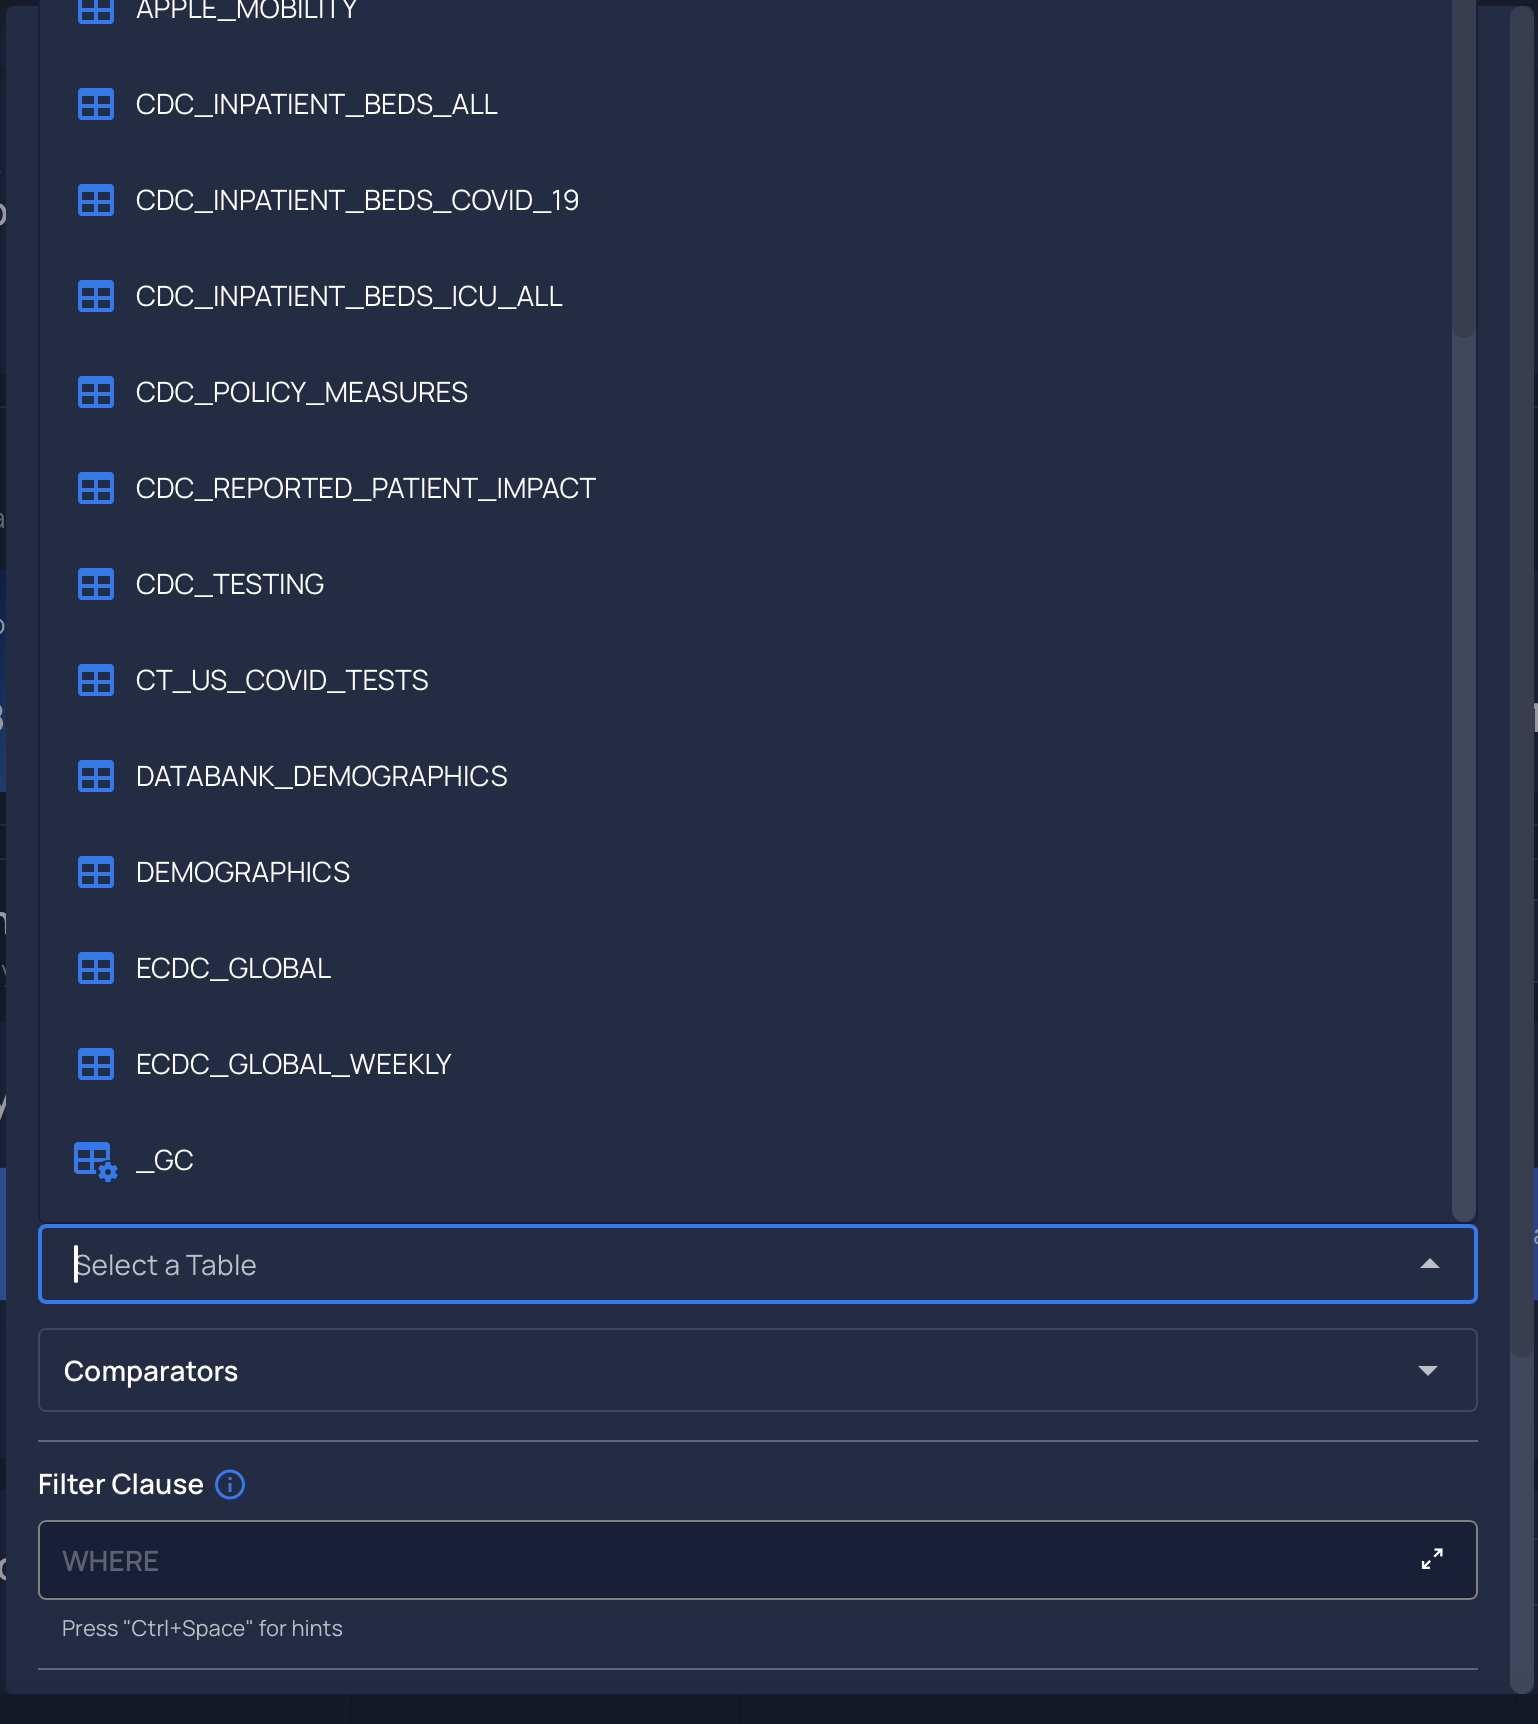 APPLE_MOBILITY
CDC_INPATIENT_BEDS_ALL
CDC_INPATIENT_BEDS_COVID_19
CDC_INPATIENT_BEDS_ICU_ALL
CDC_POLICY_MEASURES
CDC_REPORTED_PATIENT_IMPACT
CDC_TESTING
CT_US_COVID_TESTS
DATABANK_DEMOGRAPHICS
DEMOGRAPHICS
ECDC_GLOBAL
ECDC_GLOBAL_WEEKLY
_GC
Select a Table
Comparators
Filter Clause
WHERE
Press "Ctrl+Space" for hints